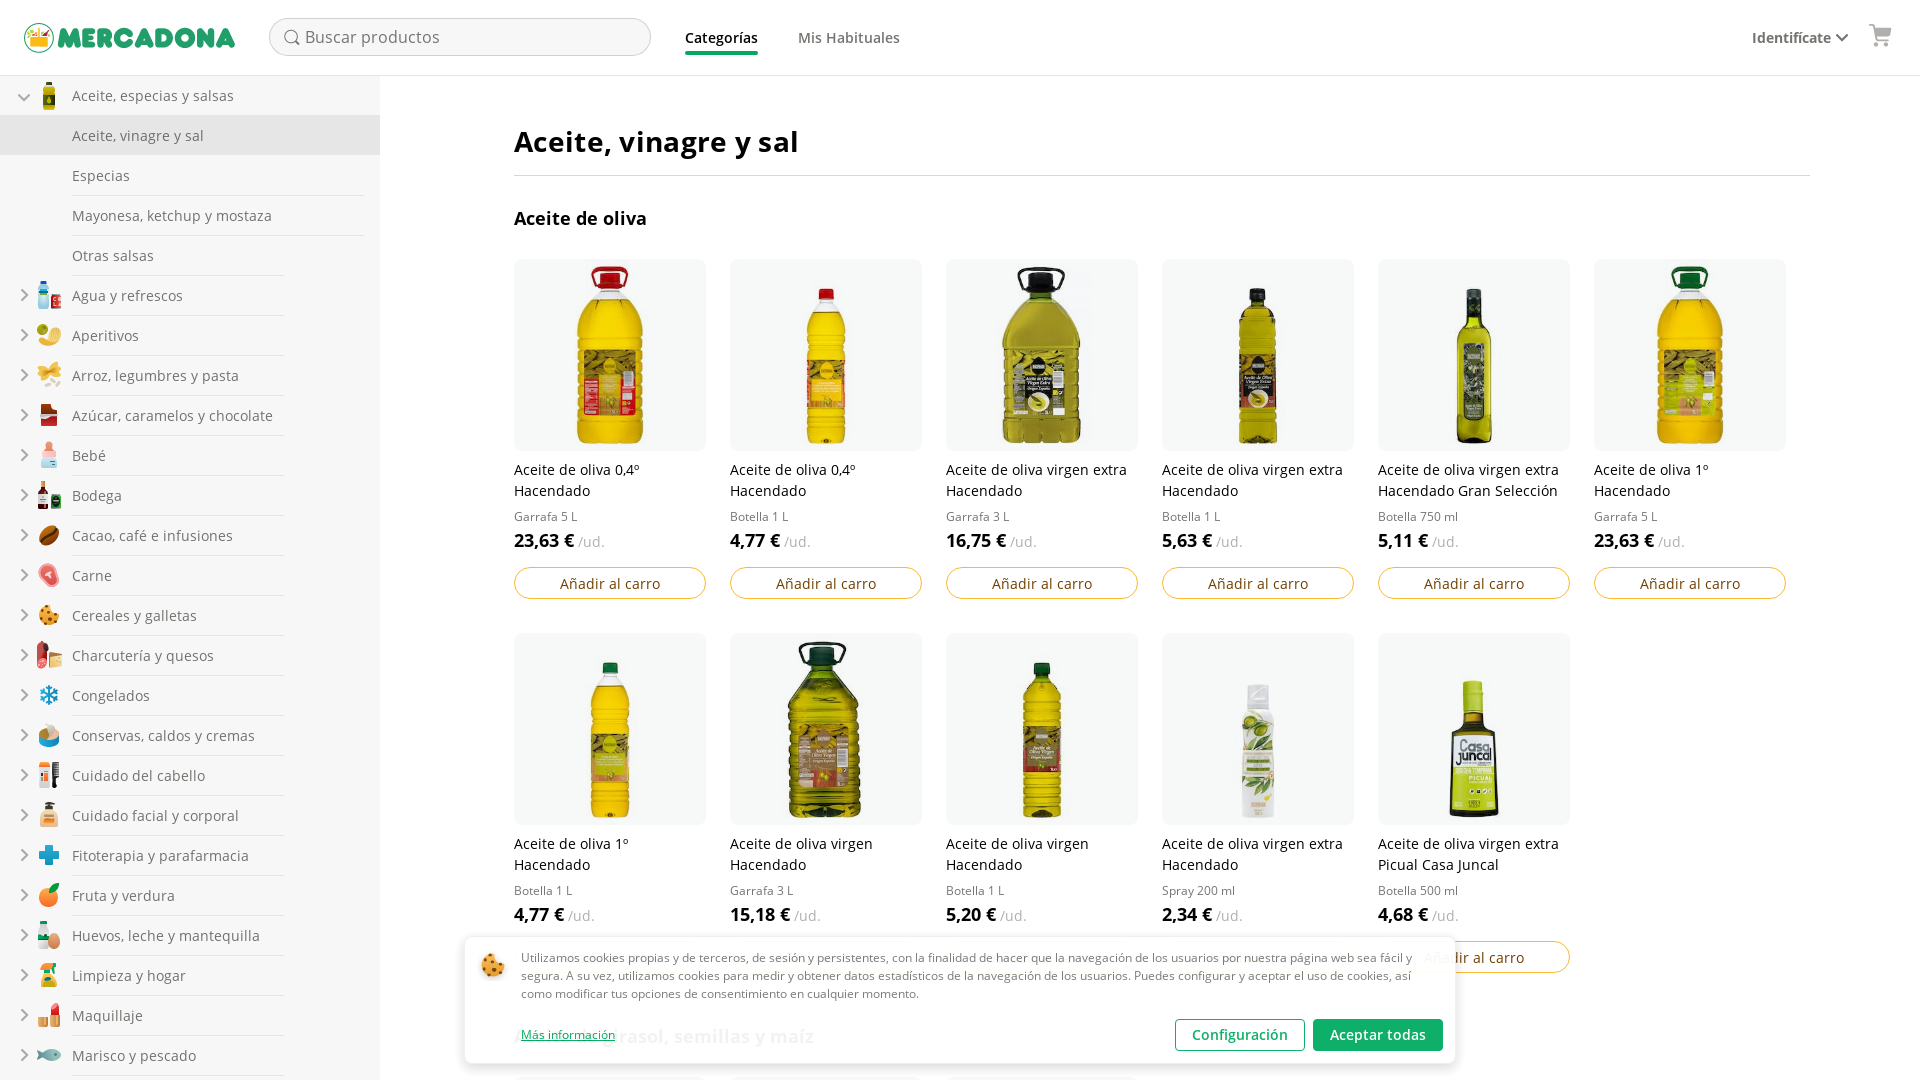 MERCADONA
Buscar productos
Categorías
Mis Habituales
Identifícate
Aceite, especias y salsas
Aceite, vinagre y sal
Especias
Mayonesa, ketchup y mostaza
Otras salsas
Agua y refrescos
Aperitivos
Arroz, legumbres y pasta
Azúcar, caramelos y chocolate
Bebé
Bodega
Cacao, café e infusiones
Carne
Cereales y galletas
Charcutería y quesos
Congelados
Conservas, caldos y cremas
Cuidado del cabello
Cuidado facial y corporal
Fitoterapia y parafarmacia
Fruta y verdura
Huevos, leche y mantequilla
Limpieza y hogar
Maquillaje
Marisco y pescado
Aceite, vinagre y sal
Aceite de oliva
Aceite de oliva 0,4º
Hacendado
Garrafa 5 L
23,63 € /ud.
Añadir al carro
Aceite de oliva 0,4º
Hacendado
Botella 1 L
4,77 € /ud.
Añadir al carro
Aceite de oliva virgen extra
Hacendado
Garrafa 3 L
16,75 € /ud.
Añadir al carro
Aceite de oliva virgen extra
Hacendado
Botella 1 L
5,63 € /ud.
Añadir al carro
Aceite de oliva virgen extra
Hacendado Gran Selección
Botella 750 ml
5,11 € /ud.
Añadir al carro
Aceite de oliva 1º
Hacendado
Garrafa 5 L
23,63 € /ud.
Añadir al carro
Aceite de oliva 1º
Hacendado
Botella 1 L
4,77 € /ud.
Aceite de oliva virgen
Hacendado
Garrafa 3 L
15,18 € /ud.
Aceite de oliva virgen
Hacendado
Botella 1 L
5,20 € /ud.
Aceite de oliva virgen extra
Hacendado
Spray 200 ml
2,34 € /ud.
Casa
Juncal
PICUAL
Aceite de oliva virgen extra
Picual Casa Juncal
Botella 500 ml
4,68 € /ud.
Añadir al carro
Utilizamos cookies propias y de terceros, de sesión y persistentes, con la finalidad de hacer que la navegación de los usuarios por nuestra página web sea fácil y
segura. A su vez, utilizamos cookies para medir y obtener datos estadísticos de la navegación de los usuarios. Puedes configurar y aceptar el uso de cookies, así
como modificar tus opciones de consentimiento en cualquier momento.
Más información
girasol, semillas y maíz
Configuración
Aceptar todas